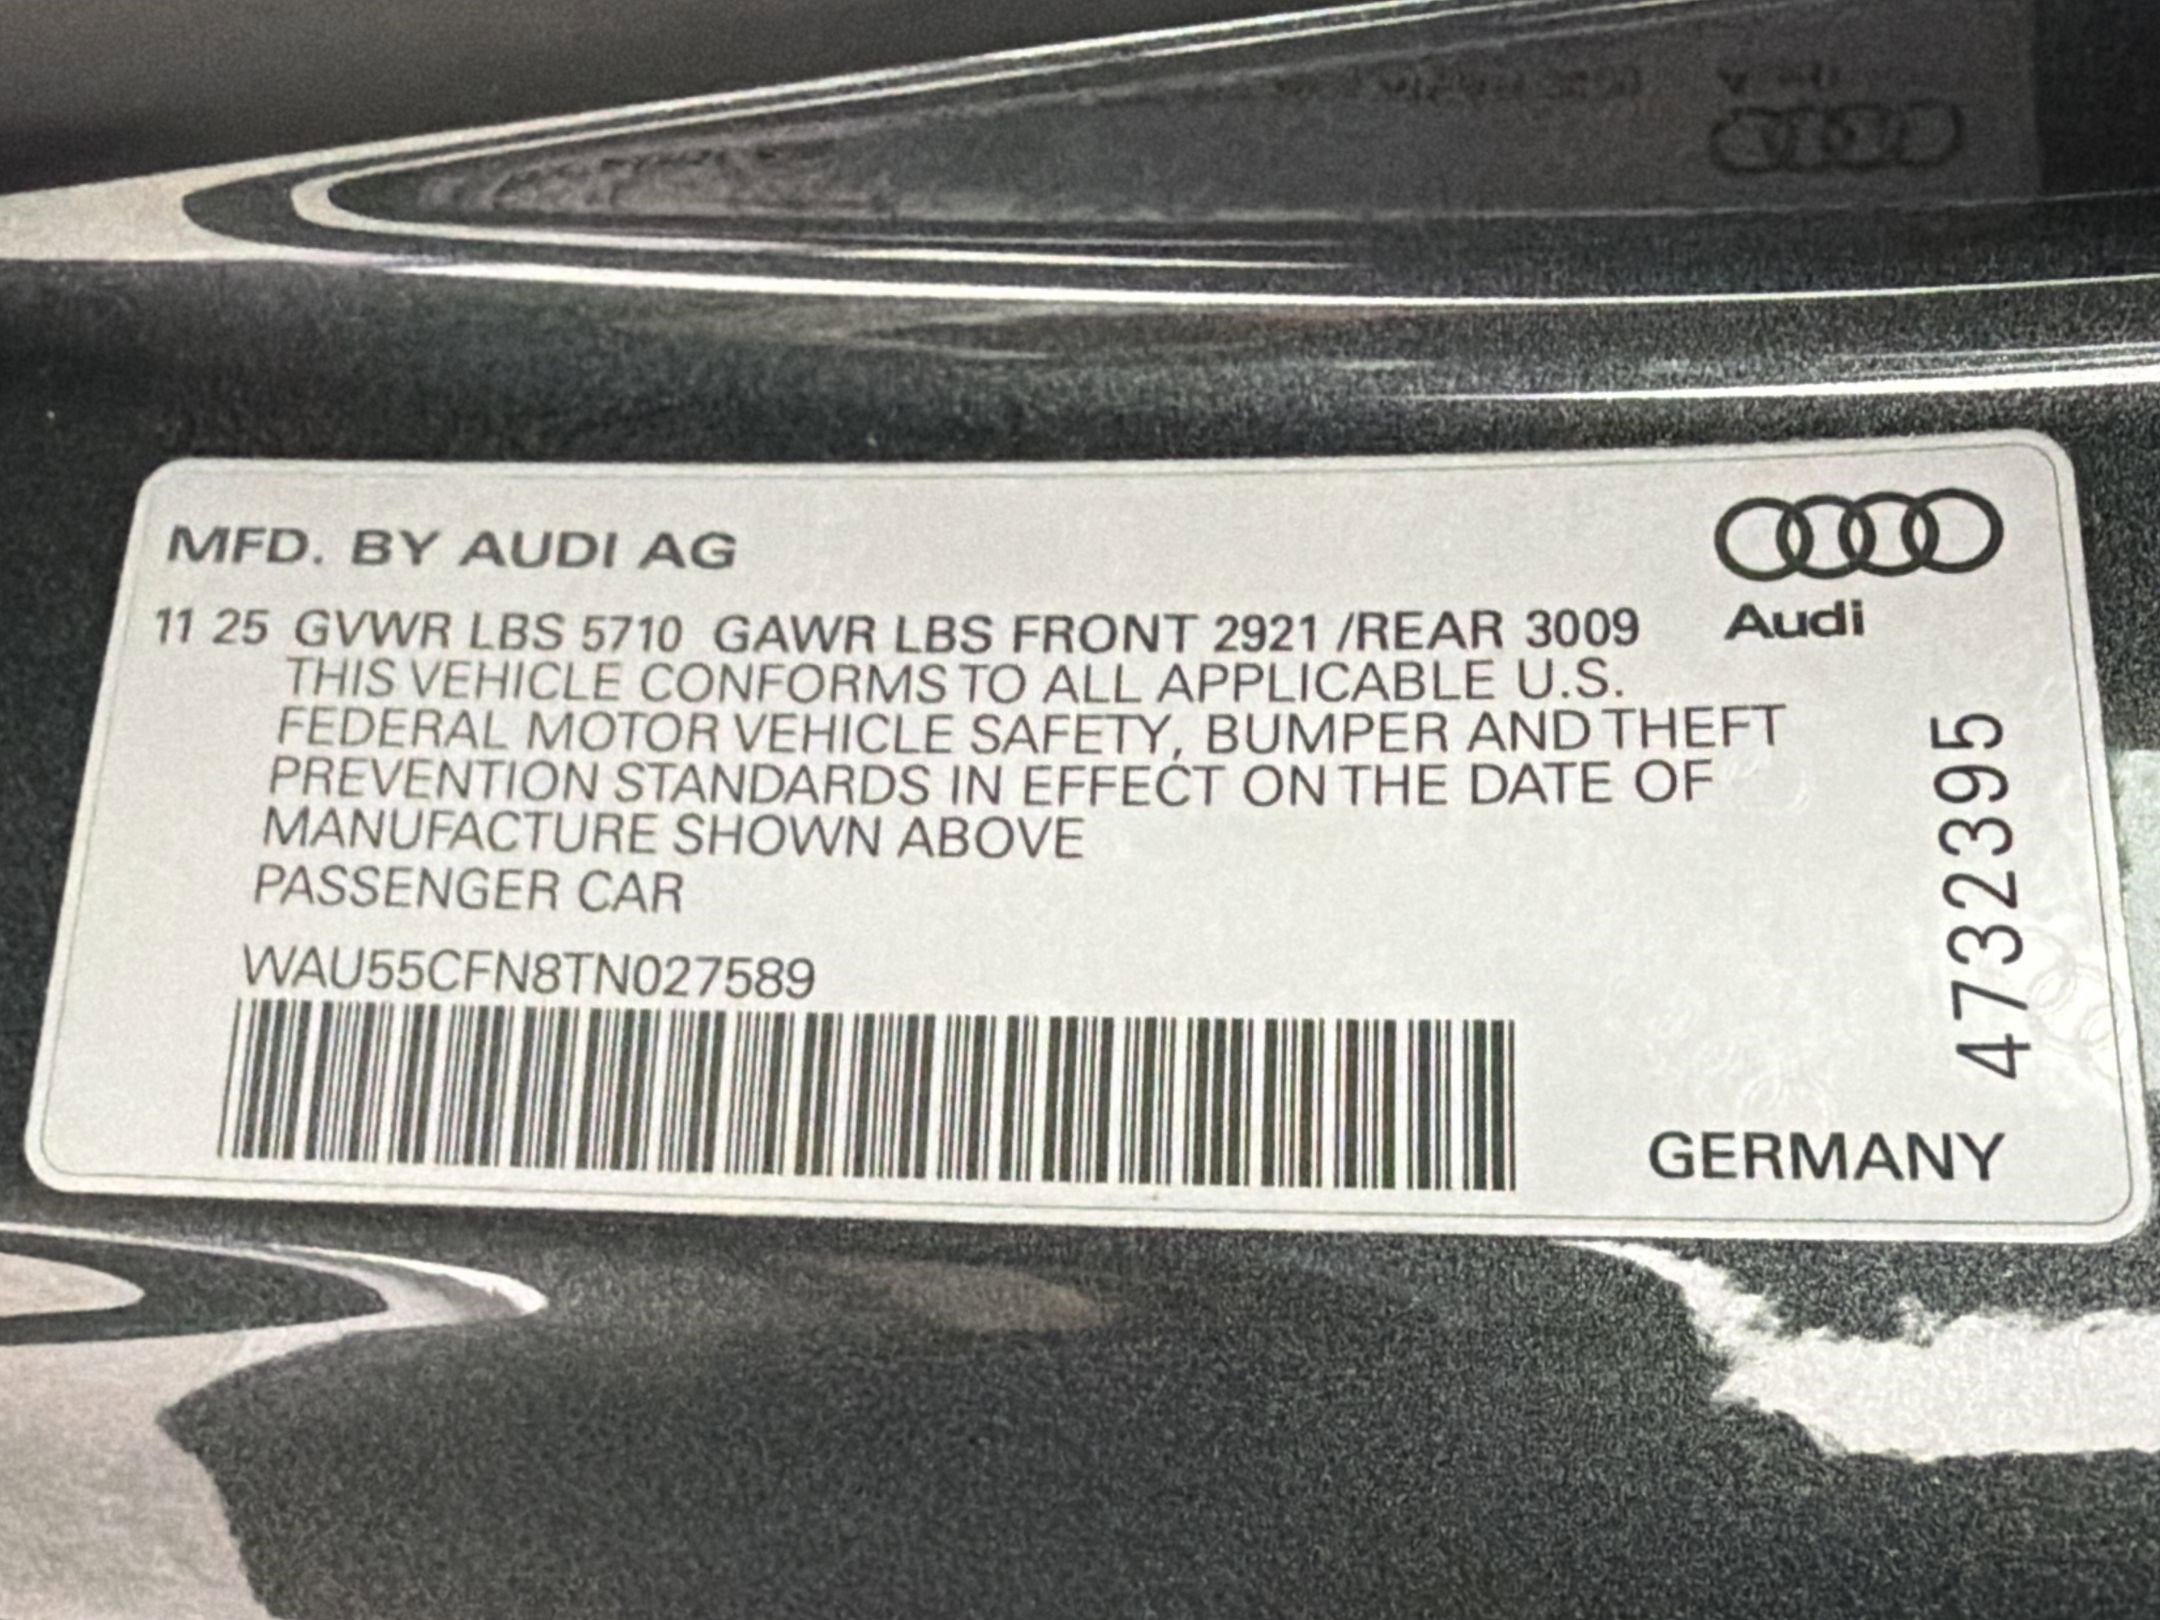 MFD. BY AUDI AG
11 25 GVWR LBS 5710 GAWR LBS FRONT 2921 /REAR 3009
THIS VEHICLE CONFORMS TO ALL APPLICABLE U.S.
FEDERAL MOTOR VEHICLE SAFETY, BUMPER AND THEFT
PREVENTION STANDARDS IN EFFECT ON THE DATE OF
MANUFACTURE SHOWN ABOVE
PASSENGER CAR
WAU55CFN8TN027589
Audi
4732395
GERMANY